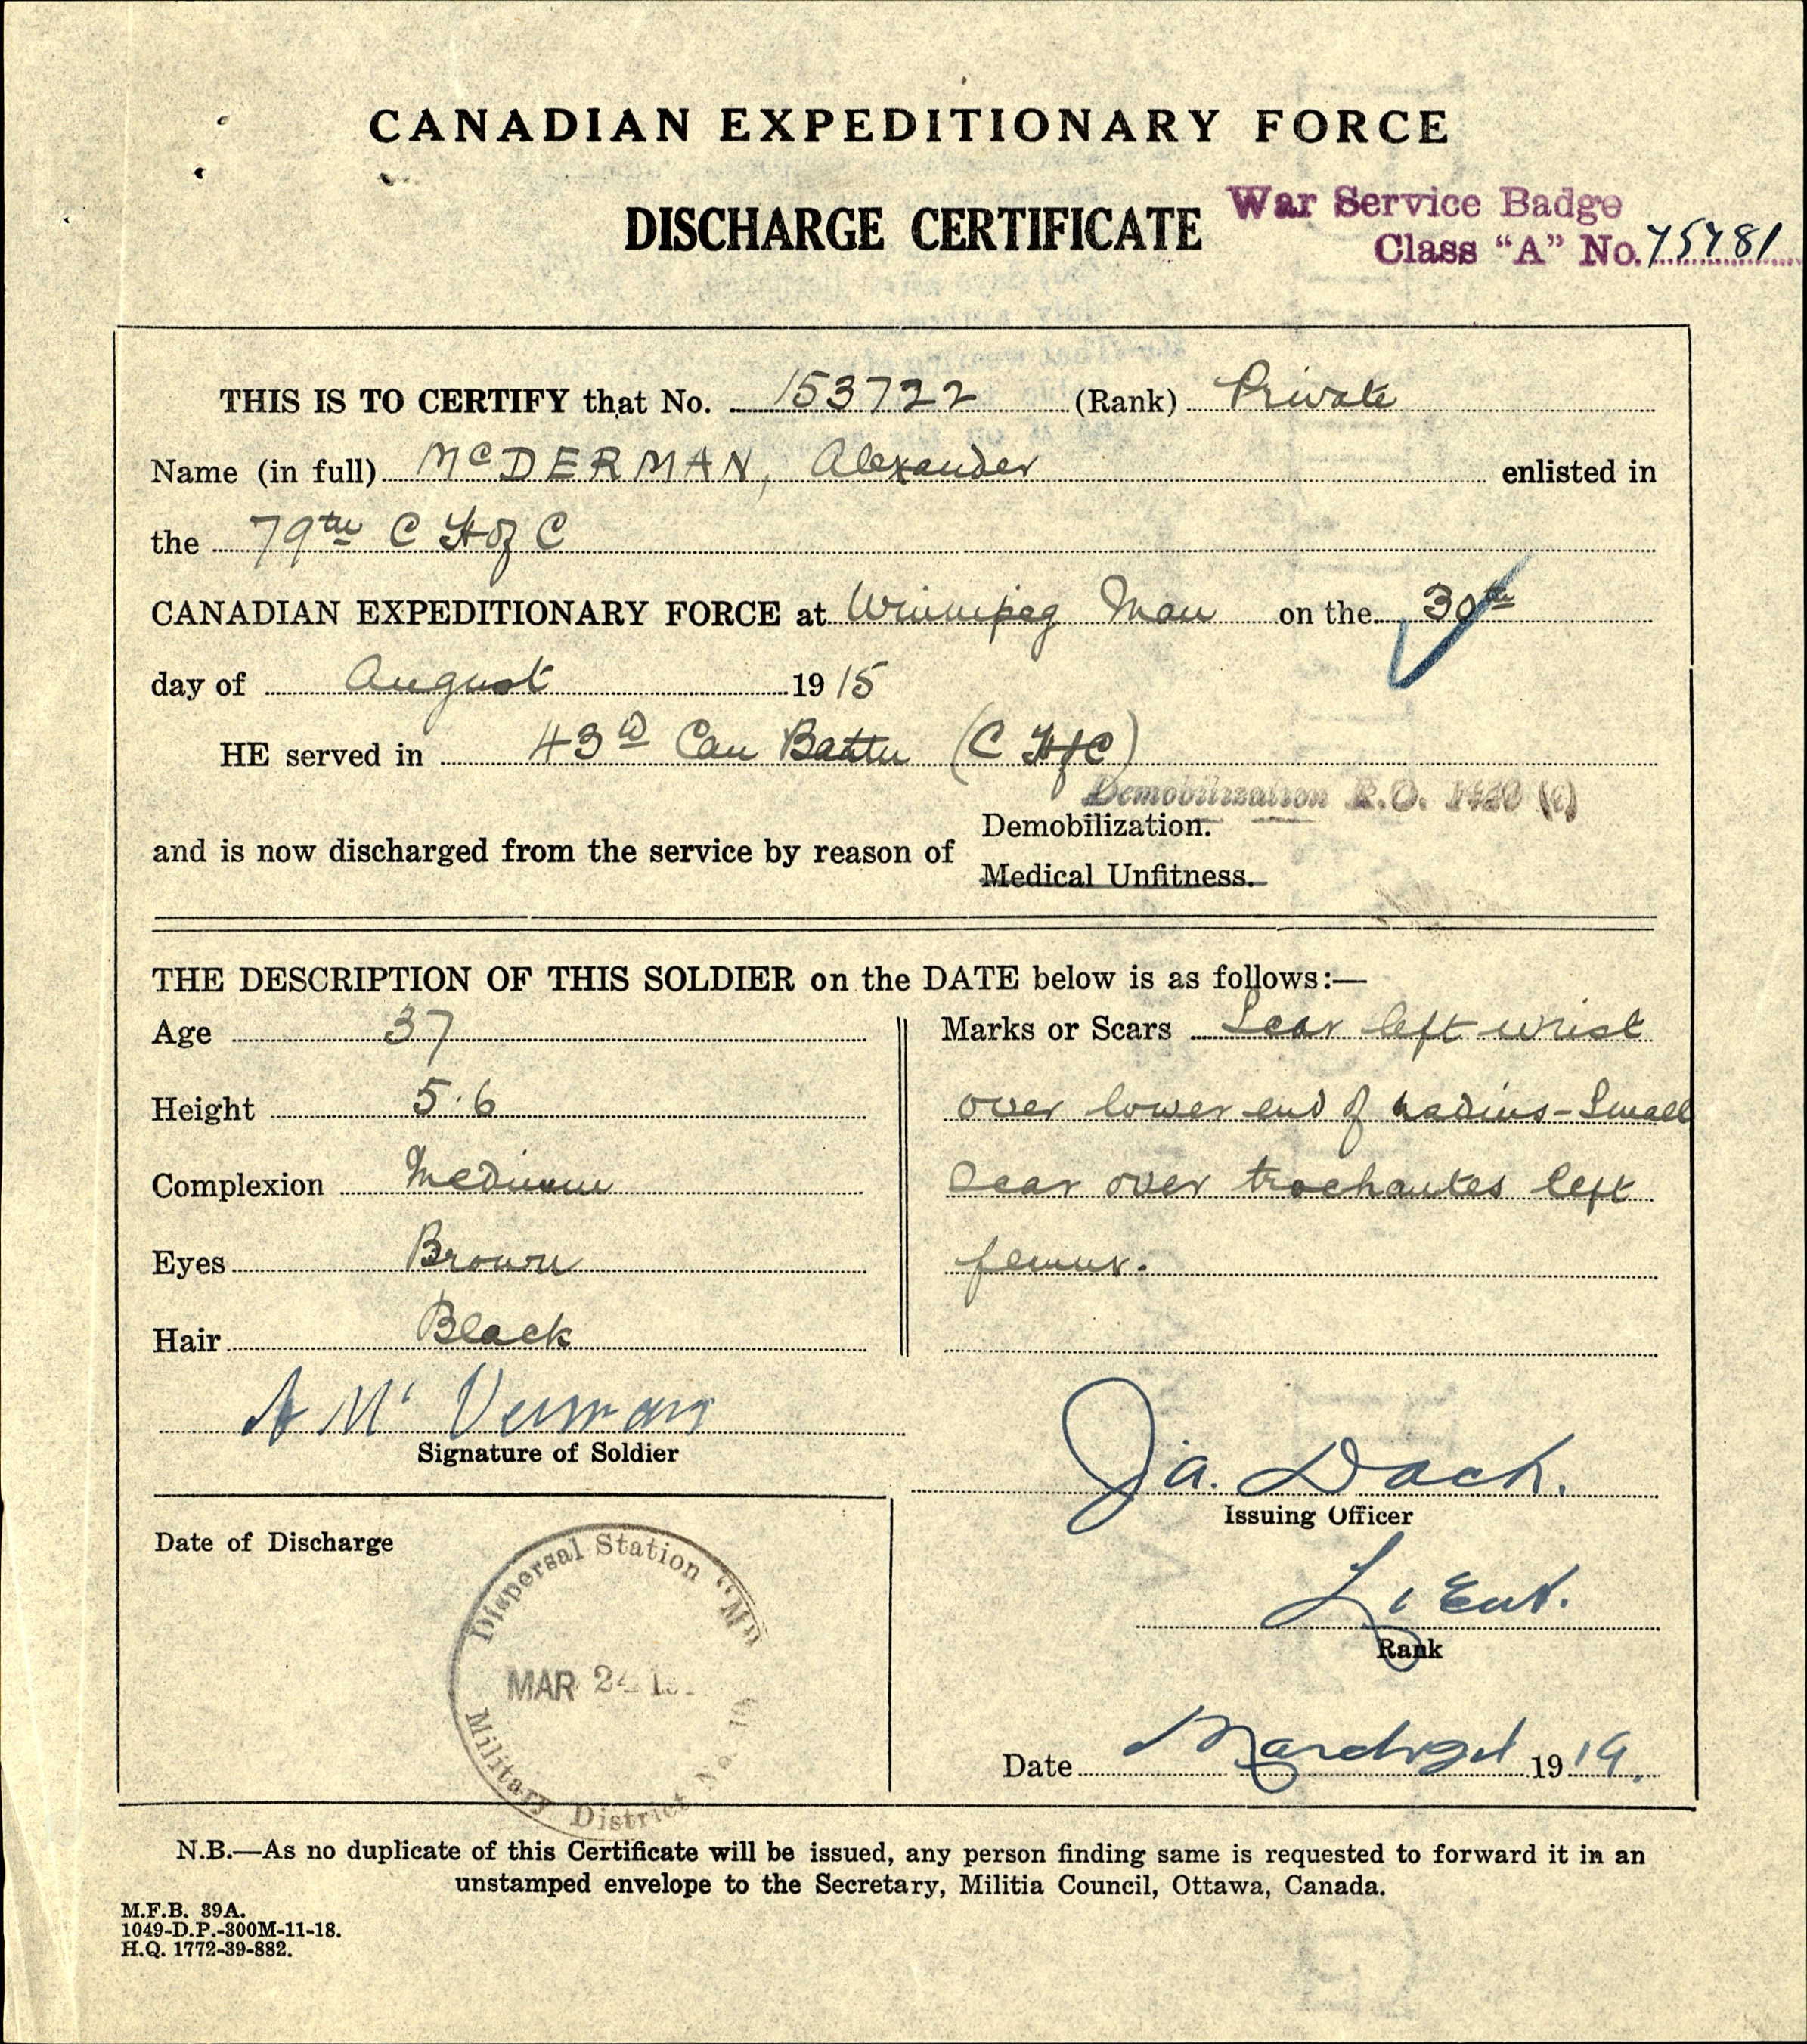 CANADIAN EXPEDITIONARY FORCE
DISCHARGE CERTIFICATE
War Service Badge
Class "A" No. 75781
THIS IS TO CERTIFY that No. 153722 (Rank) Private
Name (in full) McDERMAN, Alexander enlisted in
the 79th C H of C
CANADIAN EXPEDITIONARY FORCE at Winnipeg Man on the 30th
day of August 1915
HE served in 43D Can Battn (C H of C)
Demobilization R.O. 1420 (c)
and is now discharged from the service by reason of Demobilization.
Medical Unfitness.
THE DESCRIPTION OF THIS SOLDIER on the DATE below is as follows:—
Age 37
Height 5.6
Complexion Medium
Eyes Brown
Hair Black
Marks or Scars Scar left wrist
over lower end of radius - Small
scar over trochantes left
femur.
A Mc
Signature of Soldier
Ja. Dach.
Issuing Officer
Lieut.
Rank
Date of Discharge
Dispersal Station "M"
MAR 24
Military District No. 10
Date March 1919.
N.B.—As no duplicate of this Certificate will be issued, any person finding same is requested to forward it in an
unstamped envelope to the Secretary, Militia Council, Ottawa, Canada.
M.F.B. 39A.
1049-D.P.-300M-11-18.
H.Q. 1772-39-882.